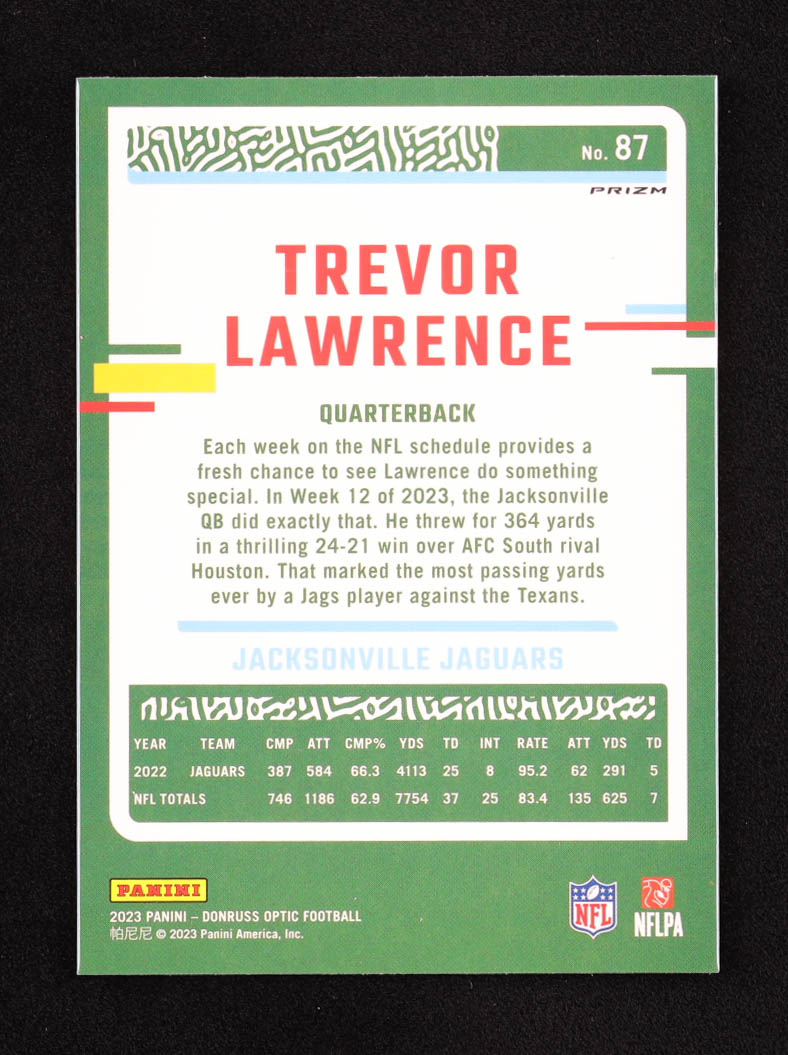 No. 87
PRIZM
TREVOR
LAWRENCE
QUARTERBACK
Each week on the NFL schedule provides a
fresh chance to see Lawrence do something
special. In Week 12 of 2023, the Jacksonville
QB did exactly that. He threw for 364 yards
in a thrilling 24-21 win over AFC South rival
Houston. That marked the most passing yards
ever by a Jags player against the Texans.
JACKSONVILLE JAGUARS
YEAR TEAM CMP ATT CMP% YDS TD INT RATE ATT YDS TD
2022 JAGUARS 387 584 66.3 4113 25 8 95.2 62 291 5
NFL TOTALS 746 1186 62.9 7754 37 25 83.4 135 625 7
PANINI
2023 PANINI – DONRUSS OPTIC FOOTBALL
帕尼尼 © 2023 Panini America, Inc.
NFL
NFLPA